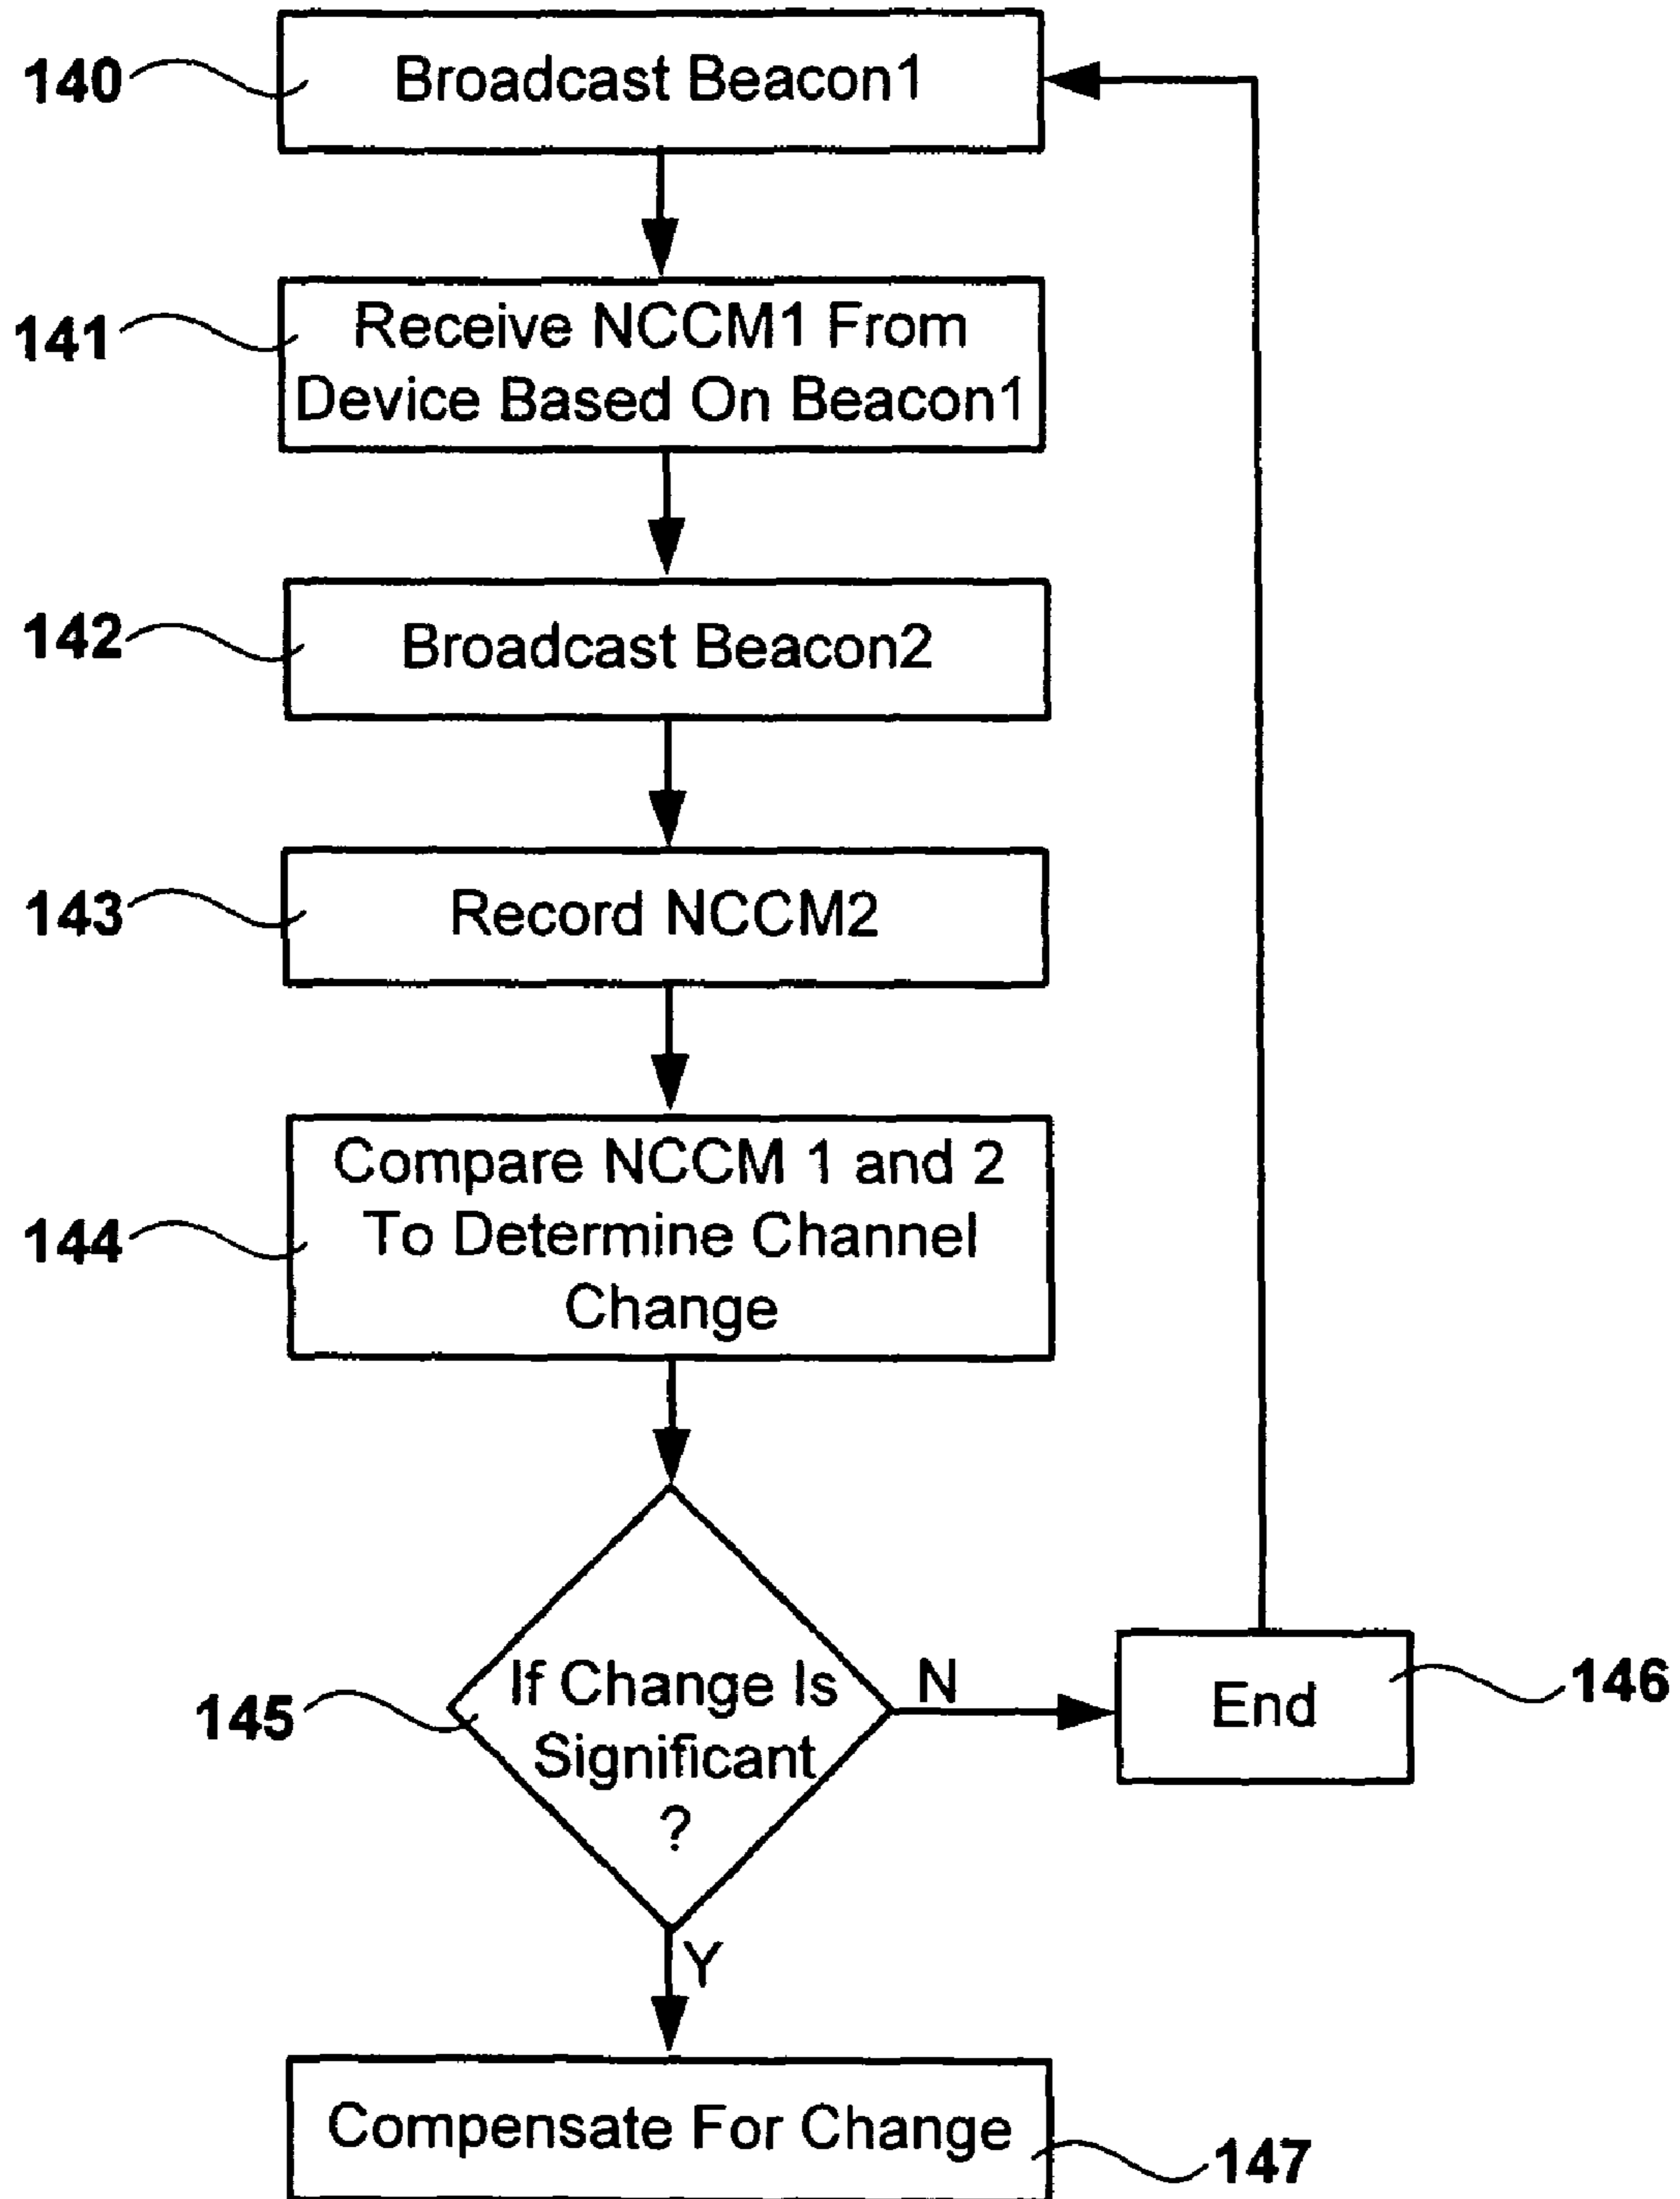 140
Broadcast Beacon1
141
Receive NCCM1 From
Device Based On Beacon1
142
Broadcast Beacon2
143
Record NCCM2
144
Compare NCCM 1 and 2
To Determine Channel
Change
145
If Change Is
Significant
?
N
End
146
Y
Compensate For Change
147